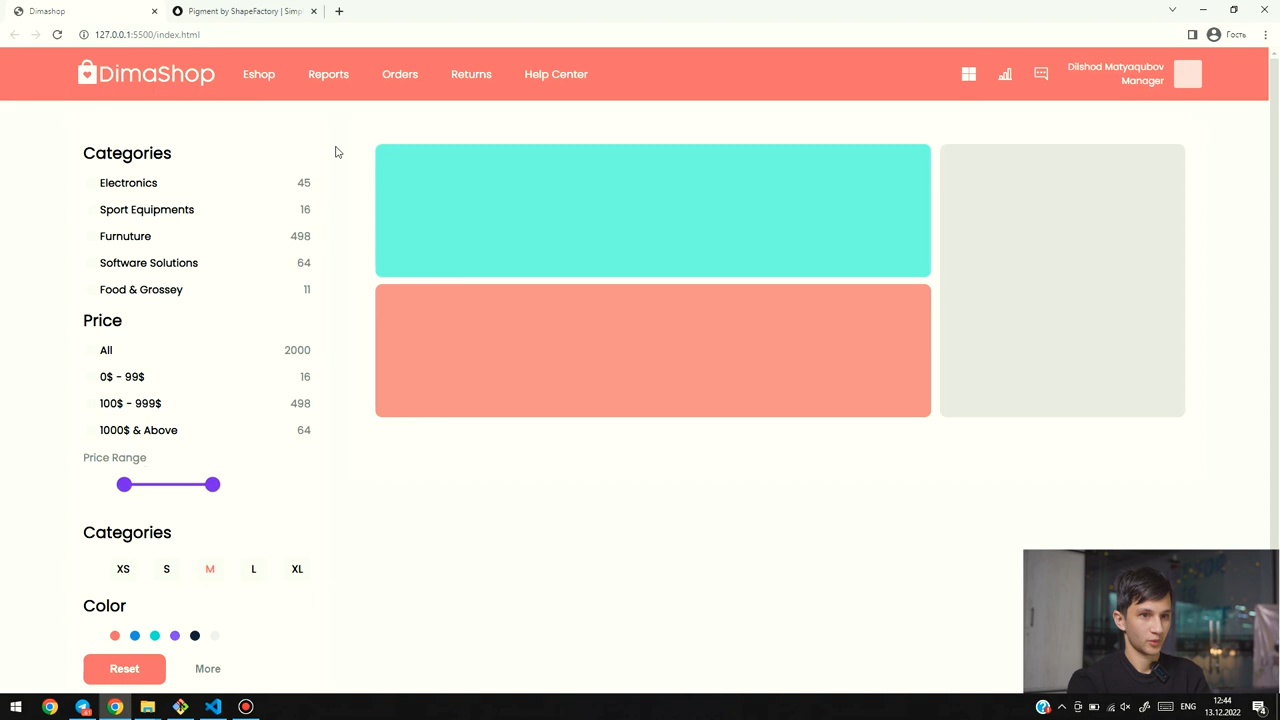 Dimashop
Pigment by ShapeFactory | Simpl
127.0.0.1:5500/index.html
Гость
DimaShop
Eshop
Reports
Orders
Returns
Help Center
Dilshod Matyaqubov
Manager
Categories
Electronics 45
Sport Equipments 16
Furnuture 498
Software Solutions 64
Food & Grossey 11
Price
All 2000
0$ - 99$ 16
100$ - 999$ 498
1000$ & Above 64
Price Range
Categories
XS S M L XL
Color
Reset More
ENG
12:44
13.12.2022